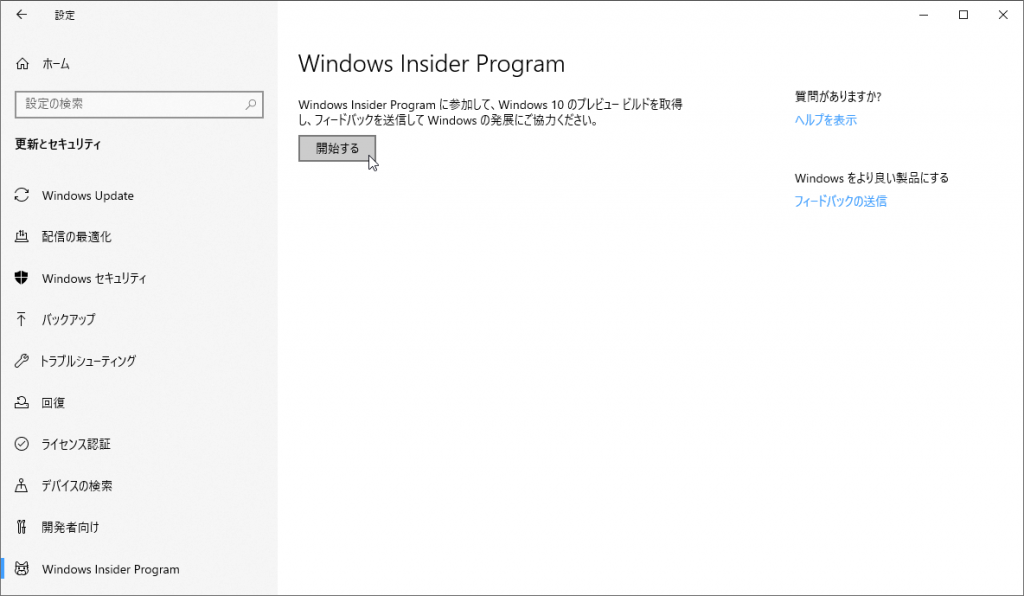 設定
ホーム
設定の検索
更新とセキュリティ
Windows Update
配信の最適化
Windows セキュリティ
バックアップ
トラブルシューティング
回復
ライセンス認証
デバイスの検索
開発者向け
Windows Insider Program
Windows Insider Program
Windows Insider Program に参加して、Windows 10 のプレビュー ビルドを取得
し、フィードバックを送信して Windows の発展にご協力ください。
開始する
質問がありますか?
ヘルプを表示
Windows をより良い製品にする
フィードバックの送信